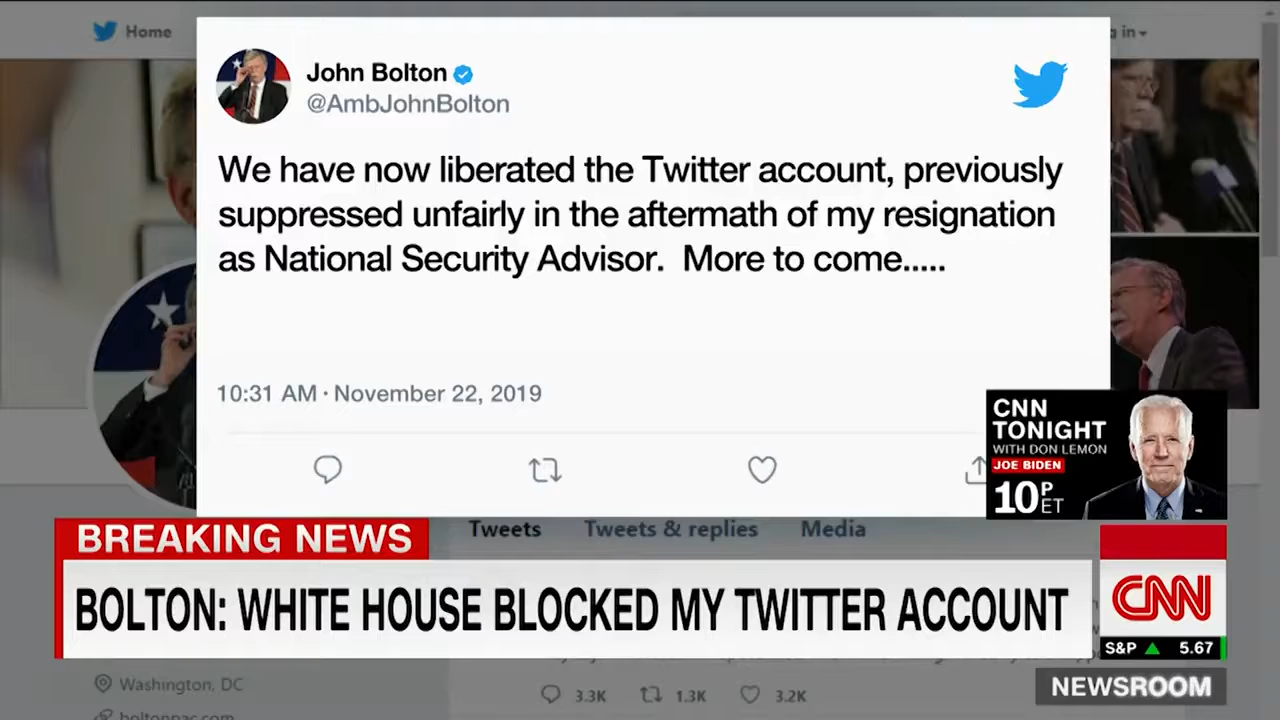 Home
in
John Bolton
@AmbJohnBolton
We have now liberated the Twitter account, previously
suppressed unfairly in the aftermath of my resignation
as National Security Advisor.  More to come.....
10:31 AM · November 22, 2019
CNN
TONIGHT
WITH DON LEMON
JOE BIDEN
10P
ET
Tweets Tweets & replies Media
BREAKING NEWS
BOLTON: WHITE HOUSE BLOCKED MY TWITTER ACCOUNT
CNN
S&P 5.67
Washington, DC
3.3K 1.3K 3.2K
NEWSROOM
boltonpac.com